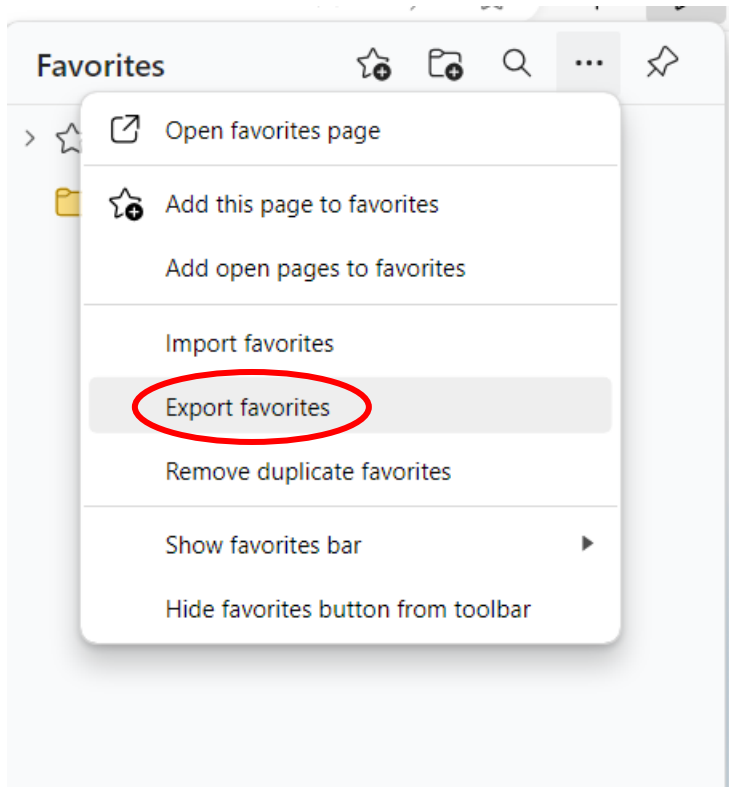 Favorites
Open favorites page
Add this page to favorites
Add open pages to favorites
Import favorites
Export favorites
Remove duplicate favorites
Show favorites bar
Hide favorites button from toolbar